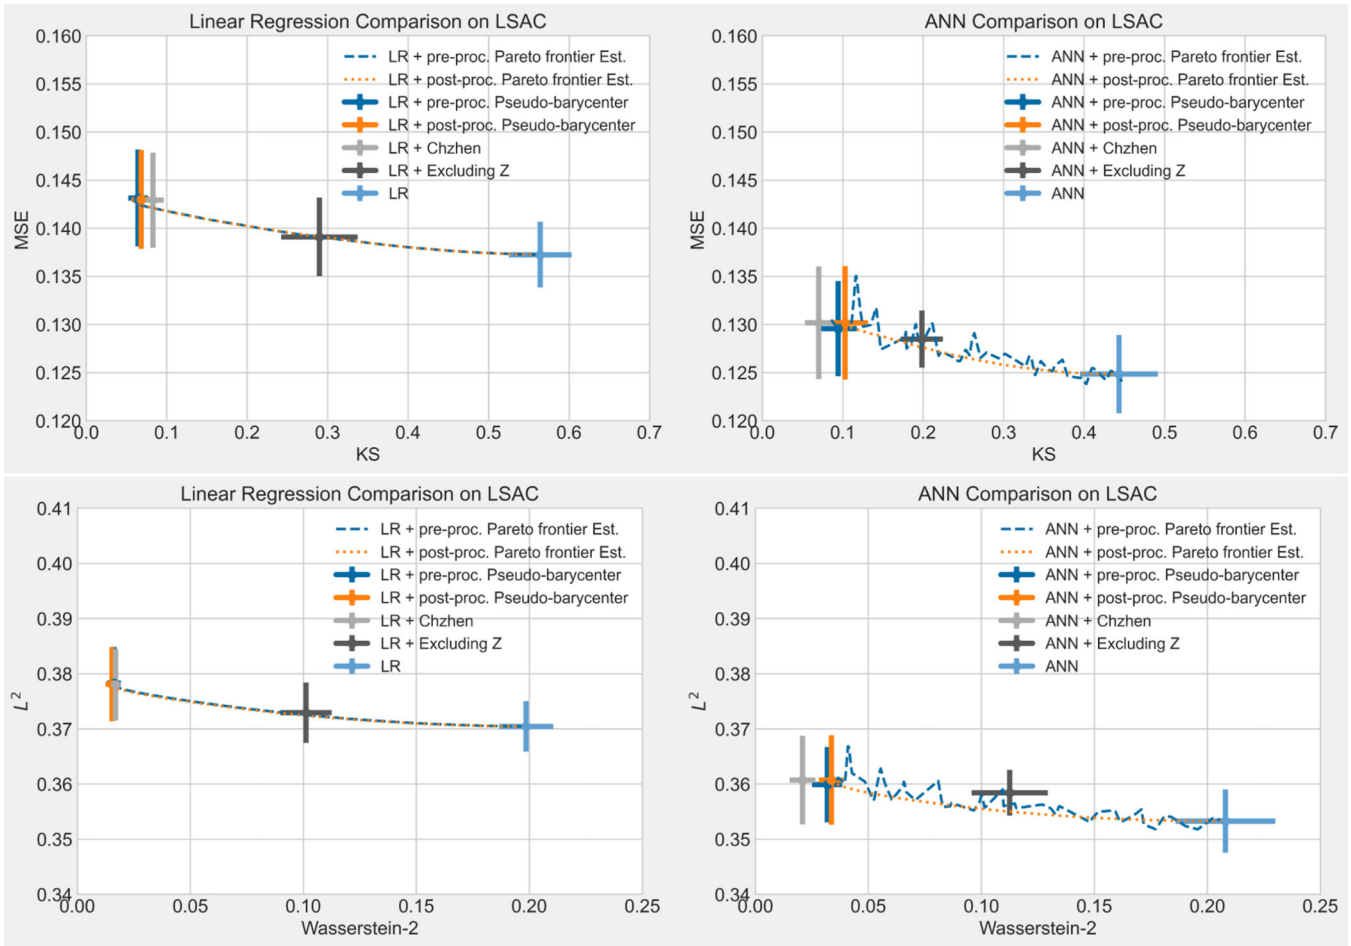 Linear Regression Comparison on LSAC
0.160
0.155
0.150
0.145
0.140
0.135
0.130
0.125
0.120
MSE
LR + pre-proc. Pareto frontier Est.
LR + post-proc. Pareto frontier Est.
LR + pre-proc. Pseudo-barycenter
LR + post-proc. Pseudo-barycenter
LR + Chzhen
LR + Excluding Z
LR
0.0 0.1 0.2 0.3 0.4 0.5 0.6 0.7
KS
ANN Comparison on LSAC
0.160
0.155
0.150
0.145
0.140
0.135
0.130
0.125
0.120
MSE
ANN + pre-proc. Pareto frontier Est.
ANN + post-proc. Pareto frontier Est.
ANN + pre-proc. Pseudo-barycenter
ANN + post-proc. Pseudo-barycenter
ANN + Chzhen
ANN + Excluding Z
ANN
0.0 0.1 0.2 0.3 0.4 0.5 0.6 0.7
KS
Linear Regression Comparison on LSAC
0.41
0.40
0.39
0.38
0.37
0.36
0.35
0.34
L²
LR + pre-proc. Pareto frontier Est.
LR + post-proc. Pareto frontier Est.
LR + pre-proc. Pseudo-barycenter
LR + post-proc. Pseudo-barycenter
LR + Chzhen
LR + Excluding Z
LR
0.00 0.05 0.10 0.15 0.20 0.25
Wasserstein-2
ANN Comparison on LSAC
0.41
0.40
0.39
0.38
0.37
0.36
0.35
0.34
L²
ANN + pre-proc. Pareto frontier Est.
ANN + post-proc. Pareto frontier Est.
ANN + pre-proc. Pseudo-barycenter
ANN + post-proc. Pseudo-barycenter
ANN + Chzhen
ANN + Excluding Z
ANN
0.00 0.05 0.10 0.15 0.20 0.25
Wasserstein-2